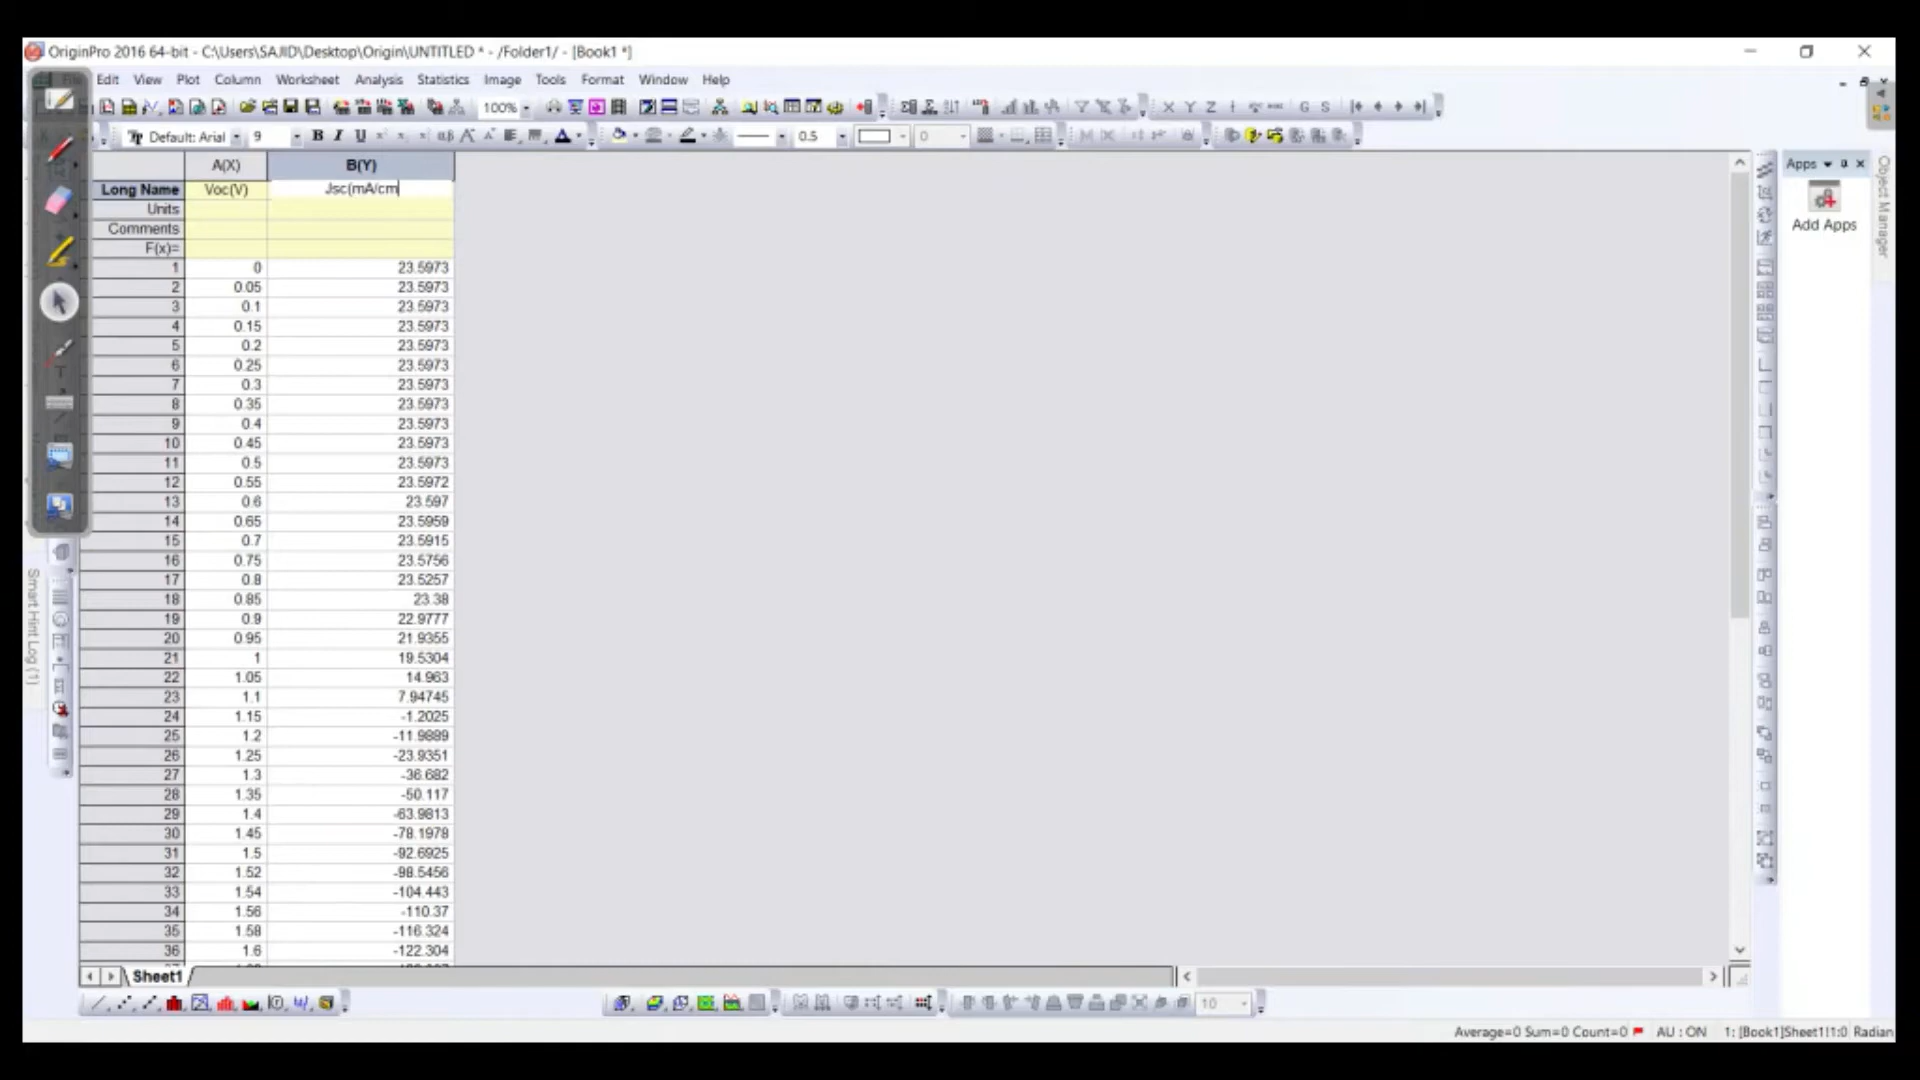 OriginPro 2016 64-bit - C:\Users\SAJID\Desktop\Origin\UNTITLED * - /Folder1/ - [Book1 *]
Edit View Plot Column Worksheet Analysis Statistics Image Tools Format Window Help
100% X Y Z G S
Default: Arial 9 B I U αβ A A A 0.5 0
A(X) B(Y)
Long Name Voc(V) Jsc(mA/cm
Units
Comments
F(x)=
1 0 23.5973
2 0.05 23.5973
3 0.1 23.5973
4 0.15 23.5973
5 0.2 23.5973
6 0.25 23.5973
7 0.3 23.5973
8 0.35 23.5973
9 0.4 23.5973
10 0.45 23.5973
11 0.5 23.5973
12 0.55 23.5972
13 0.6 23.597
14 0.65 23.5959
15 0.7 23.5915
16 0.75 23.5756
17 0.8 23.5257
18 0.85 23.38
19 0.9 22.9777
20 0.95 21.9355
21 1 19.5304
22 1.05 14.963
23 1.1 7.94745
24 1.15 -1.2025
25 1.2 -11.9889
26 1.25 -23.9351
27 1.3 -36.682
28 1.35 -50.117
29 1.4 -63.9813
30 1.45 -78.1978
31 1.5 -92.6925
32 1.52 -98.5456
33 1.54 -104.443
34 1.56 -110.37
35 1.58 -116.324
36 1.6 -122.304
Sheet1
10
Average=0 Sum=0 Count=0 AU : ON 1: [Book1]Sheet1!1:0 Radian
Smart Hint Log (1)
Apps
Add Apps
Object Manager